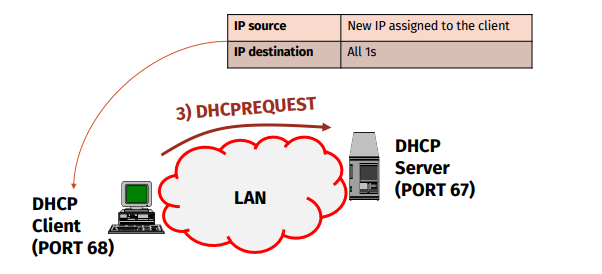 IP source New IP assigned to the client
IP destination All 1s
3) DHCPREQUEST
DHCP
Server
(PORT 67)
LAN
DHCP
Client
(PORT 68)